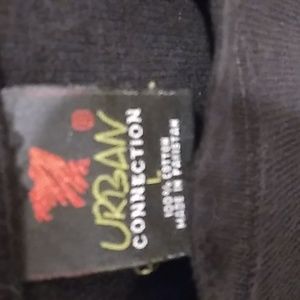 ®
URBAN
CONNECTION
L
100% COTTON
MADE IN PAKISTAN